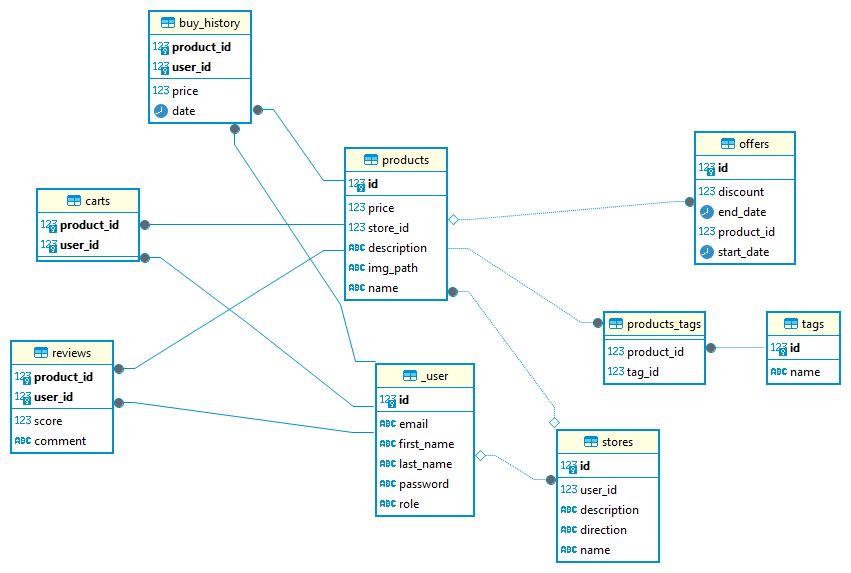 buy_history
123 product_id
123 user_id
123 price
date
products
123 id
123 price
123 store_id
ABC description
ABC img_path
ABC name
offers
123 id
123 discount
end_date
123 product_id
start_date
carts
123 product_id
123 user_id
products_tags
123 product_id
123 tag_id
tags
123 id
ABC name
reviews
123 product_id
123 user_id
123 score
ABC comment
_user
123 id
ABC email
ABC first_name
ABC last_name
ABC password
ABC role
stores
123 id
123 user_id
ABC description
ABC direction
ABC name